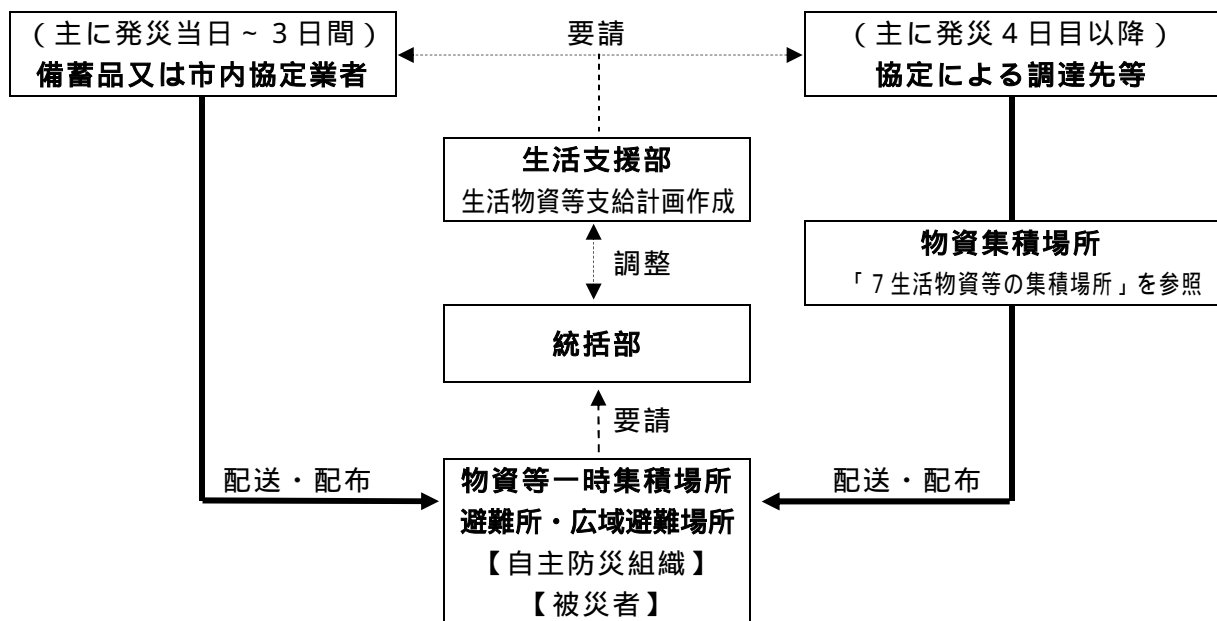 （主に発災当日～３日間）
備蓄品又は市内協定業者
要請
（主に発災４日目以降）
協定による調達先等
生活支援部
生活物資等支給計画作成
物資集積場所
「７生活物資等の集積場所」を参照
調整
統括部
要請
配送・配布
物資等一時集積場所
避難所・広域避難場所
【自主防災組織】
【被災者】
配送・配布